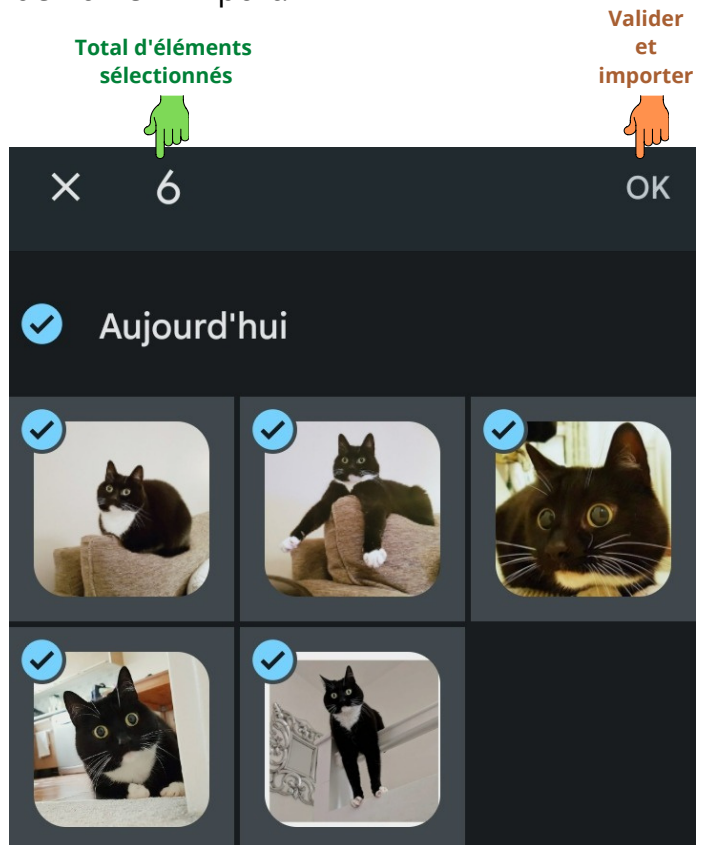 Valider
et
importer
Total d'éléments
sélectionnés
6
OK
Aujourd'hui